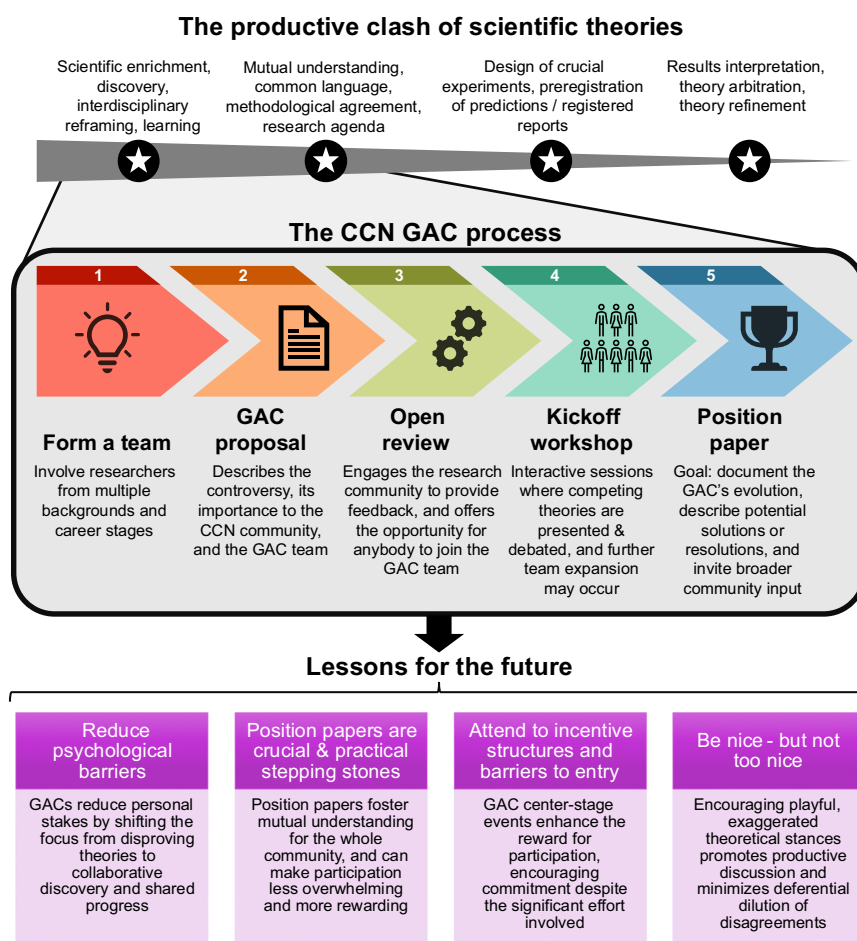 The productive clash of scientific theories
Scientific enrichment,
discovery,
interdisciplinary
reframing, learning
Mutual understanding,
common language,
methodological agreement,
research agenda
Design of crucial
experiments, preregistration
of predictions / registered
reports
Results interpretation,
theory arbitration,
theory refinement
The CCN GAC process
1
2
3
4
5
Form a team
Involve researchers
from multiple
backgrounds and
career stages
GAC
proposal
Describes the
controversy, its
importance to the
CCN community,
and the GAC team
Open
review
Engages the research
community to provide
feedback, and offers
the opportunity for
anybody to join the
GAC team
Kickoff
workshop
Interactive sessions
where competing
theories are
presented &
debated, and further
team expansion
may occur
Position
paper
Goal: document the
GAC's evolution,
describe potential
solutions or
resolutions, and
invite broader
community input
Lessons for the future
Reduce
psychological
barriers
GACs reduce personal
stakes by shifting the
focus from disproving
theories to
collaborative
discovery and shared
progress
Position papers are
crucial & practical
stepping stones
Position papers foster
mutual understanding
for the whole
community, and can
make participation
less overwhelming
and more rewarding
Attend to incentive
structures and
barriers to entry
GAC center-stage
events enhance the
reward for
participation,
encouraging
commitment despite
the significant effort
involved
Be nice - but not
too nice
Encouraging playful,
exaggerated
theoretical stances
promotes productive
discussion and
minimizes deferential
dilution of
disagreements